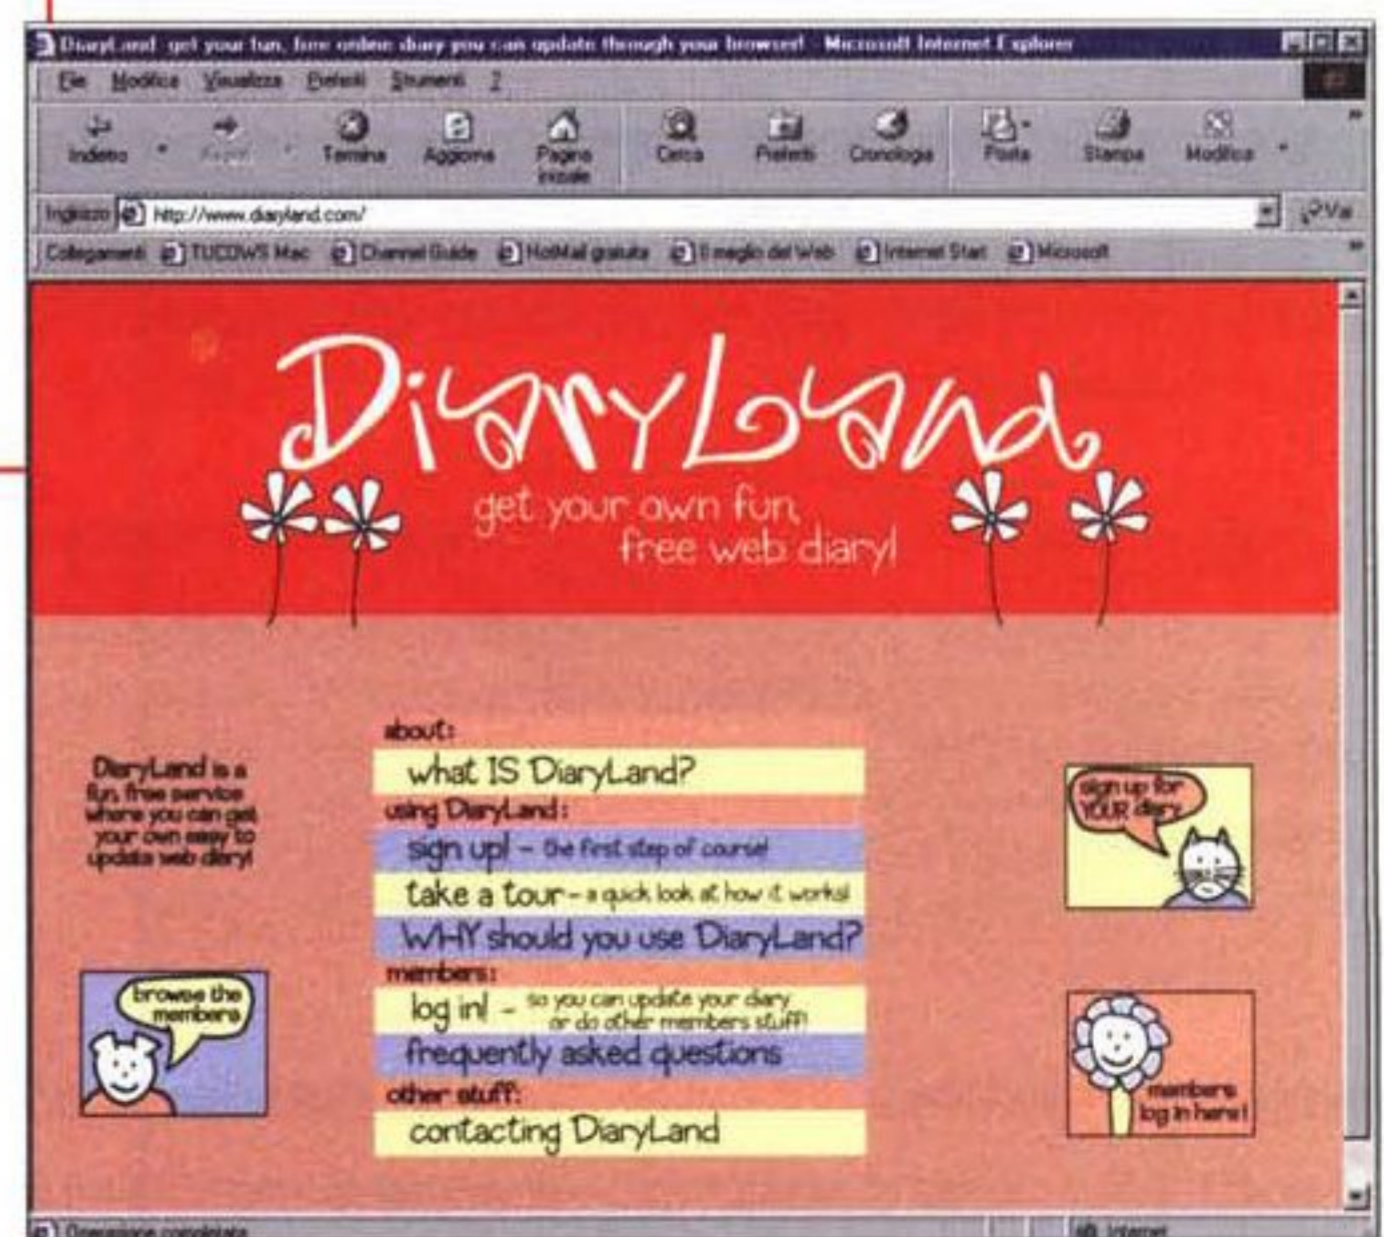 DiaryLand get your fun, free online diary you can update through your browser! - Microsoft Internet Explorer
File Modifica Visualizza Preferiti Strumenti ?
Indietro Termina Aggiorna Pagina iniziale Cerca Preferiti Cronologia Posta Stampa Modifica
Indirizzo http://www.diaryland.com/ Vai
Collegamenti TUCOWS Mac Channel Guide HotMail gratuita Il meglio del Web Internet Start Microsoft
DiaryLand
get your own fun,
free web diary!
DiaryLand is a
fun, free service
where you can get
your own easy to
update web diary!
browse the
members
about:
what IS DiaryLand?
using DiaryLand:
sign up! - the first step of course!
take a tour - a quick look at how it works!
WHY should you use DiaryLand?
members:
log in! - so you can update your diary
or do other members stuff!
frequently asked questions
other stuff:
contacting DiaryLand
sign up for
YOUR diary
members
log in here!
Operazione completata Internet